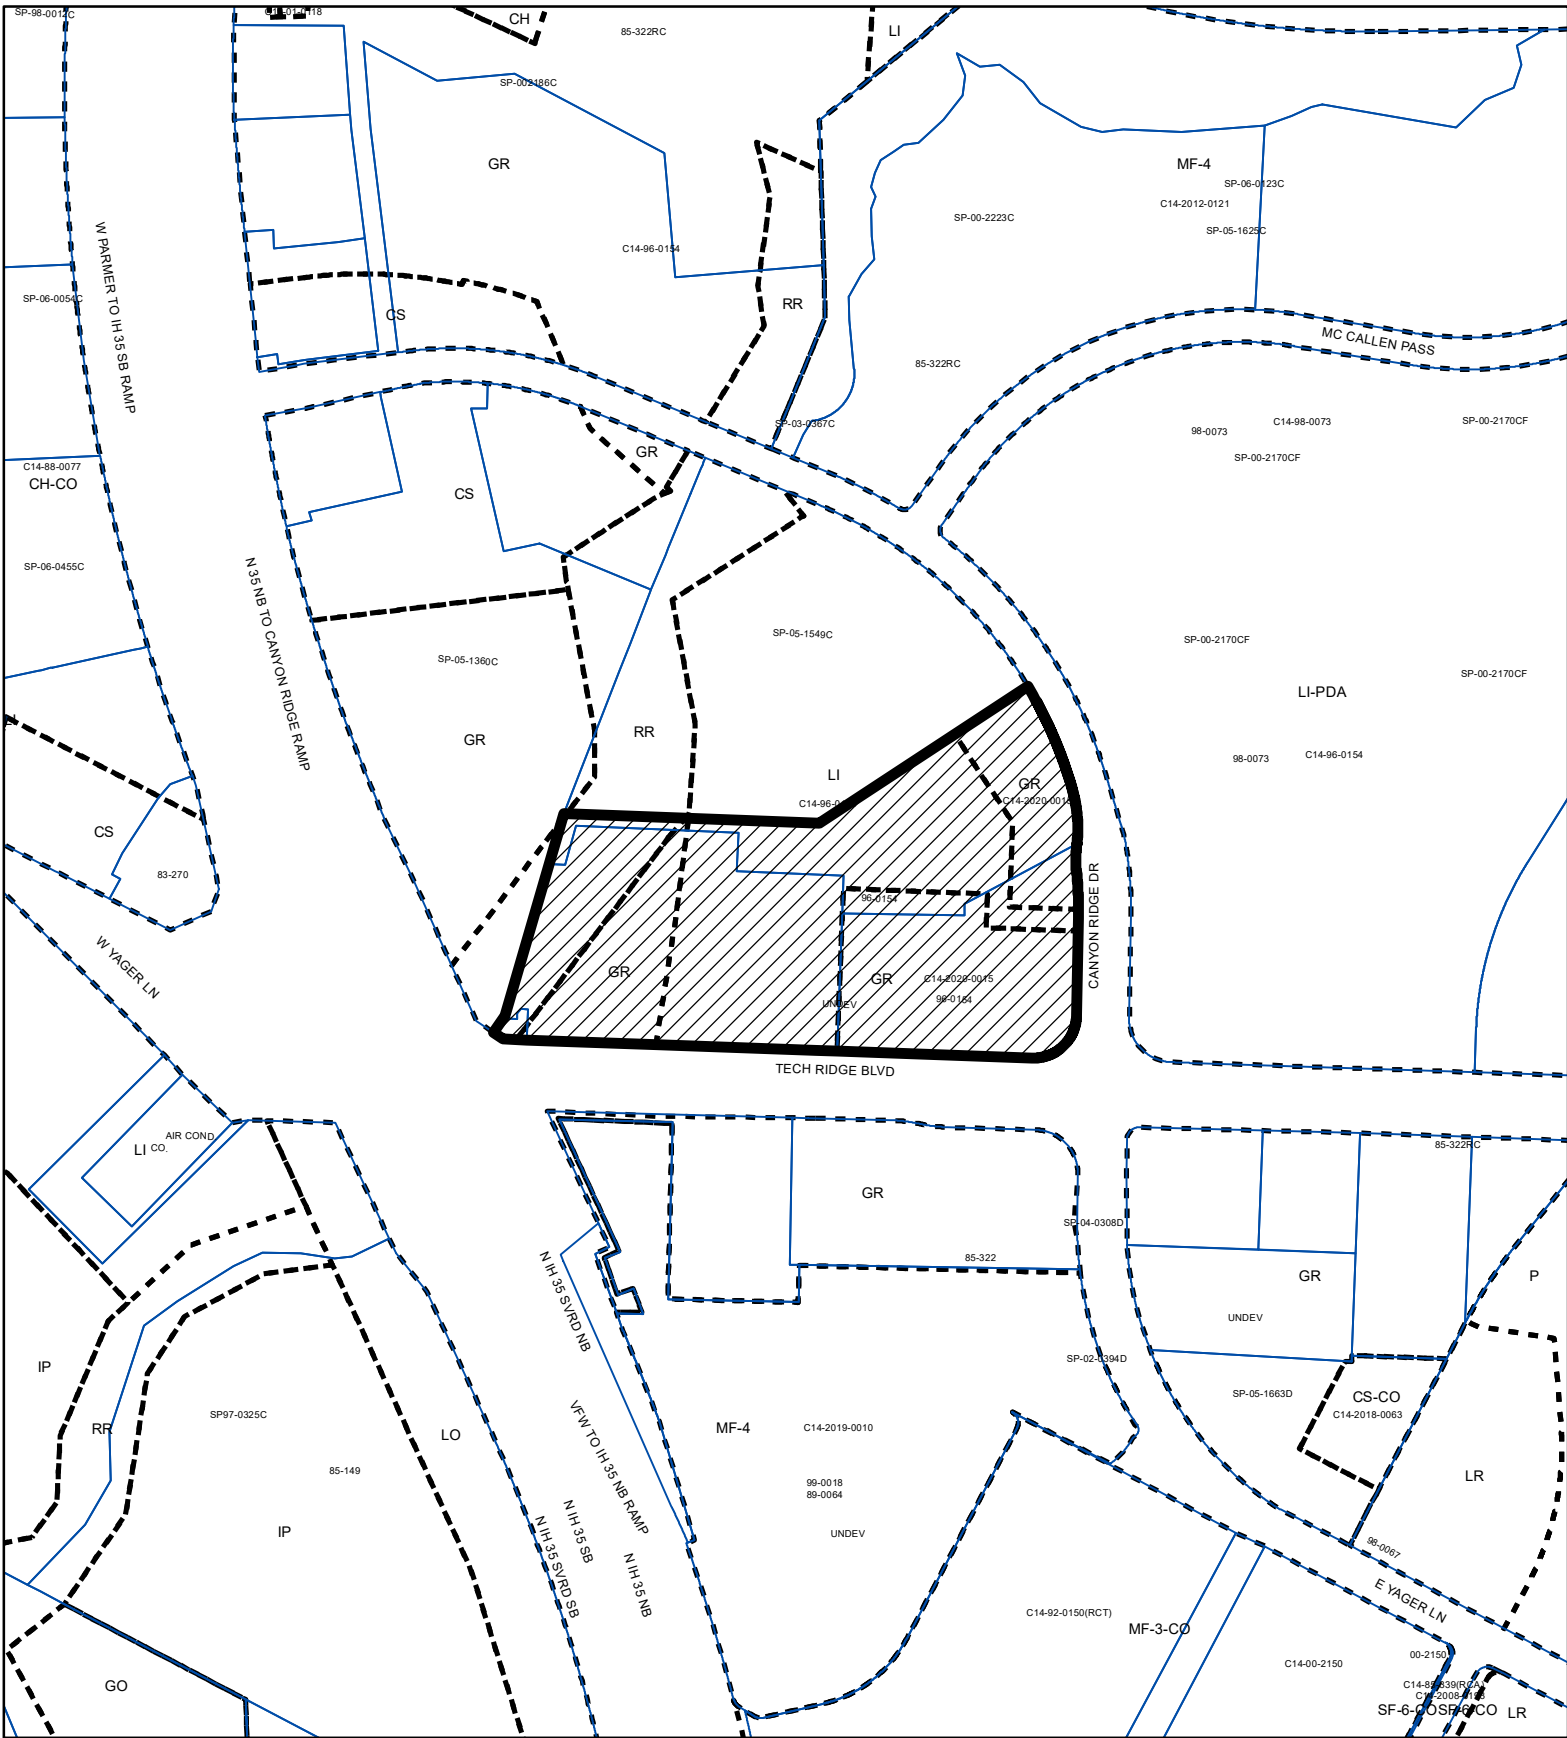 SP-98-0012C
CH
85-322RC
LI
SP-002186C
GR
MF-4
SP-06-0123C
C14-2012-0121
SP-00-2223C
SP-05-1625C
W PARMER TO IH 35 SB RAMP
C14-96-0154
SP-06-0054C
RR
CS
MC CALLEN PASS
85-322RC
SP-03-0367C
98-0073
C14-98-0073
SP-00-2170CF
SP-00-2170CF
GR
C14-88-0077
CH-CO
CS
SP-06-0455C
N 35 NB TO CANYON RIDGE RAMP
SP-05-1549C
SP-00-2170CF
SP-05-1360C
SP-00-2170CF
LI-PDA
GR
RR
98-0073
C14-96-0154
LI
GR
CS
83-270
96-0154
CANYON RIDGE DR
W YAGER LN
GR
GR
C14-2020-0015
96-0154
UNDEV
TECH RIDGE BLVD
AIR COND.
LI
CO.
85-322RC
GR
SP-04-0308D
85-322
GR
P
N IH 35 SVRD NB
UNDEV
IP
SP-02-0394D
SP-05-1663D
CS-CO
C14-2018-0063
RR
SP97-0325C
LO
VFW TO IH 35 NB RAMP
MF-4
C14-2019-0010
85-149
LR
99-0018
89-0064
IP
N IH 35 SB
N IH 35 SVRD SB
UNDEV
98-0067
N IH 35 NB
E YAGER LN
C14-92-0150(RCT)
MF-3-CO
00-2150
C14-00-2150
GO
LR